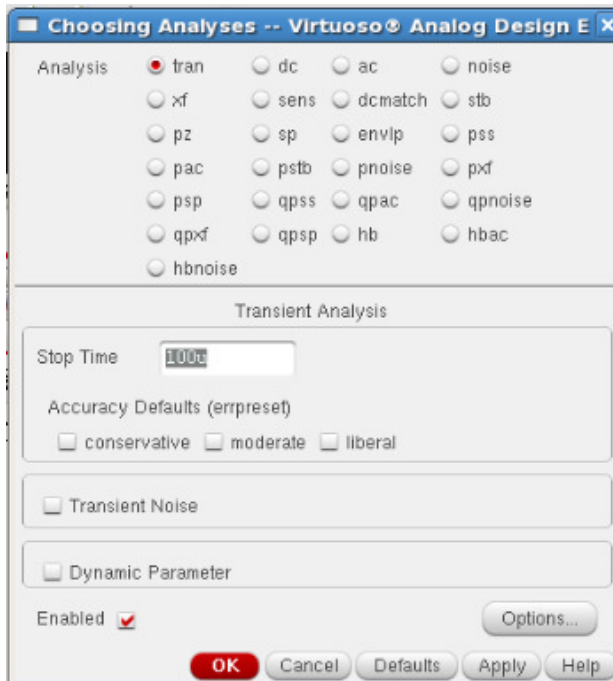 Choosing Analyses -- Virtuoso® Analog Design E
Analysis tran dc ac noise
xf sens dcmatch stb
pz sp envlp pss
pac pstb pnoise pxf
psp qpss qpac qpnoise
qpxf qpsp hb hbac
hbnoise
Transient Analysis
Stop Time 100u
Accuracy Defaults (errpreset)
conservative moderate liberal
Transient Noise
Dynamic Parameter
Enabled Options...
OK Cancel Defaults Apply Help